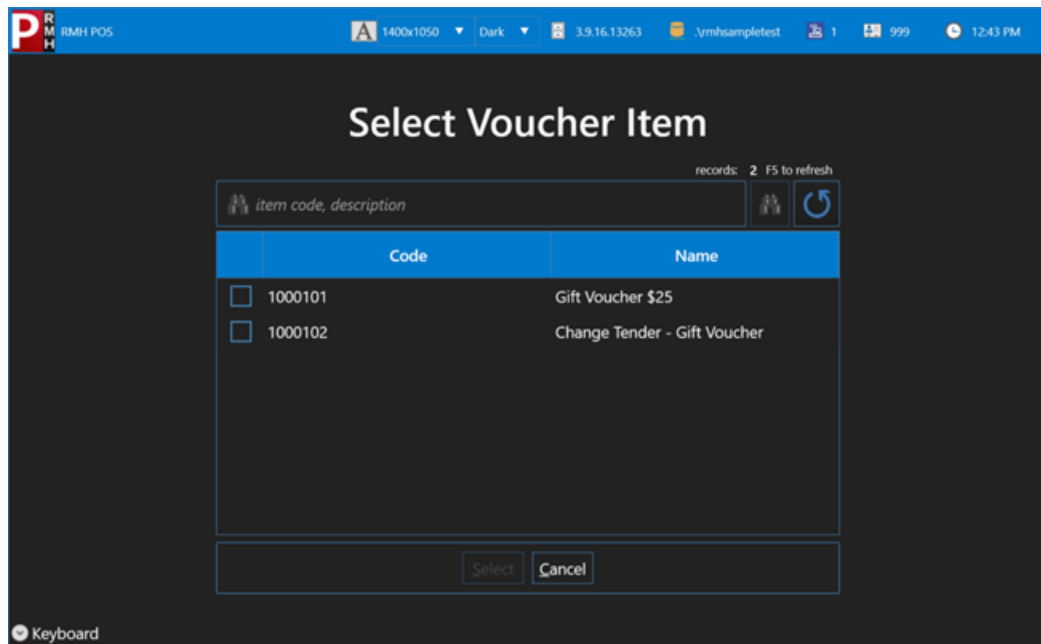 P RMH RMH POS A 1400x1050 Dark 3.9.16.13263 .\rmhsampletest 1 999 12:43 PM
Select Voucher Item
records: 2 F5 to refresh
item code, description
Code Name
1000101 Gift Voucher $25
1000102 Change Tender - Gift Voucher
Select Cancel
Keyboard